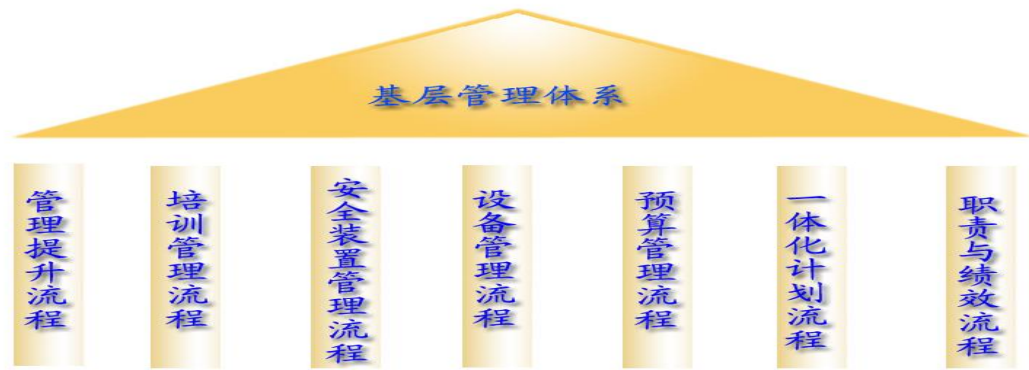 基层管理体系
管理提升流程
培训管理流程
安全装置管理流程
设备管理流程
预算管理流程
一体化计划流程
职责与绩效流程